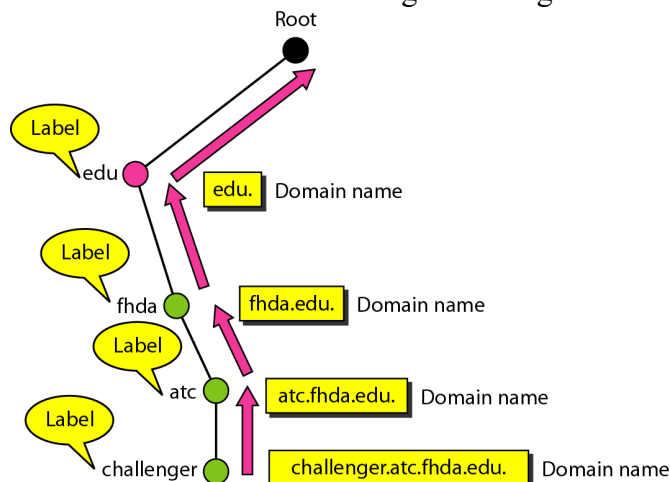 Root
Label
edu
edu. Domain name
Label
fhda
fhda.edu. Domain name
Label
atc
atc.fhda.edu. Domain name
Label
challenger
challenger.atc.fhda.edu. Domain name